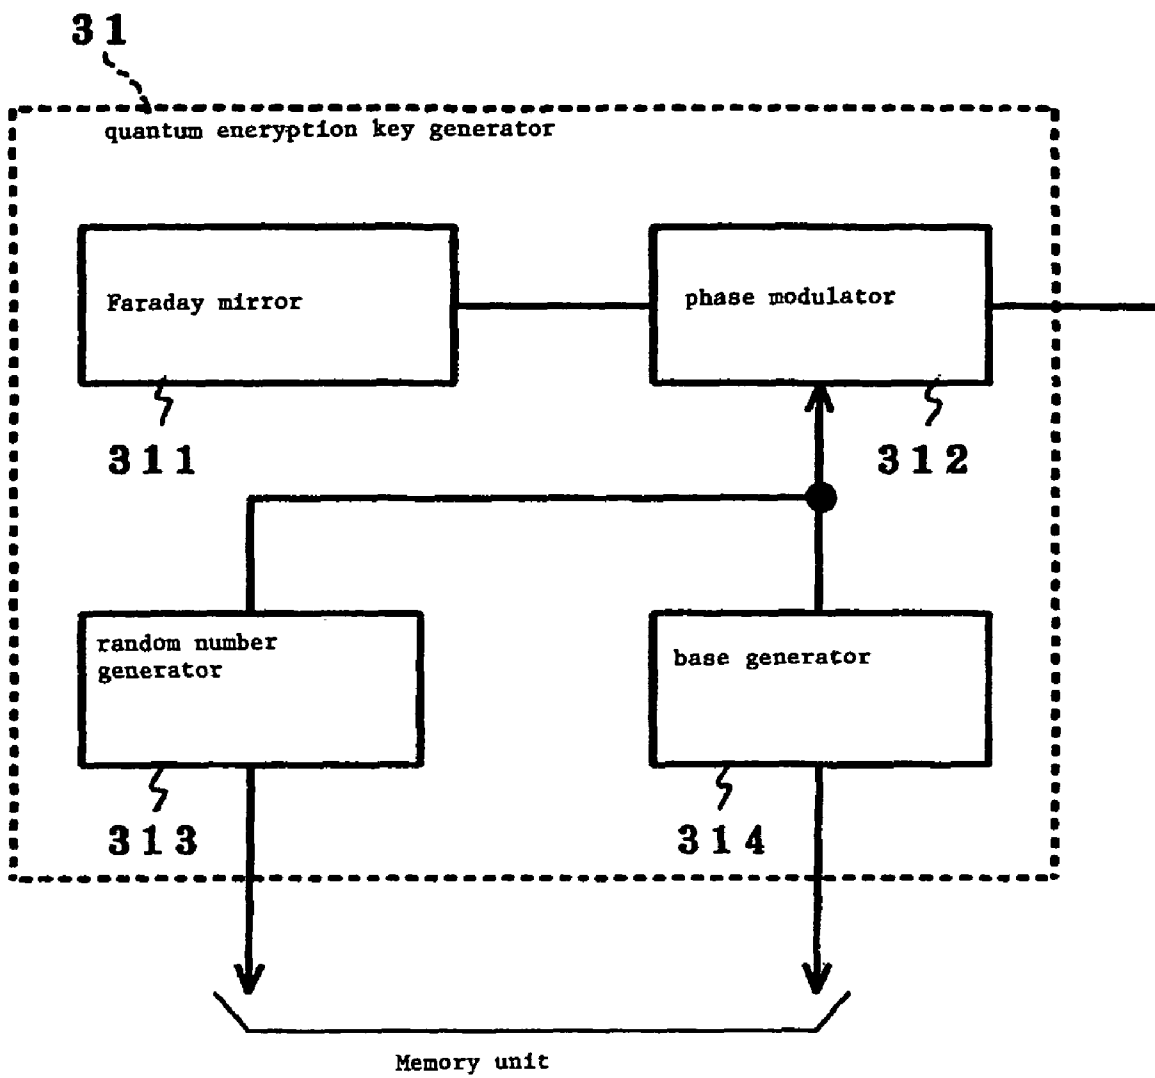 31
quantum eneryption key generator
Faraday mirror
phase modulator
311
312
random number
generator
base generator
313
314
Memory unit